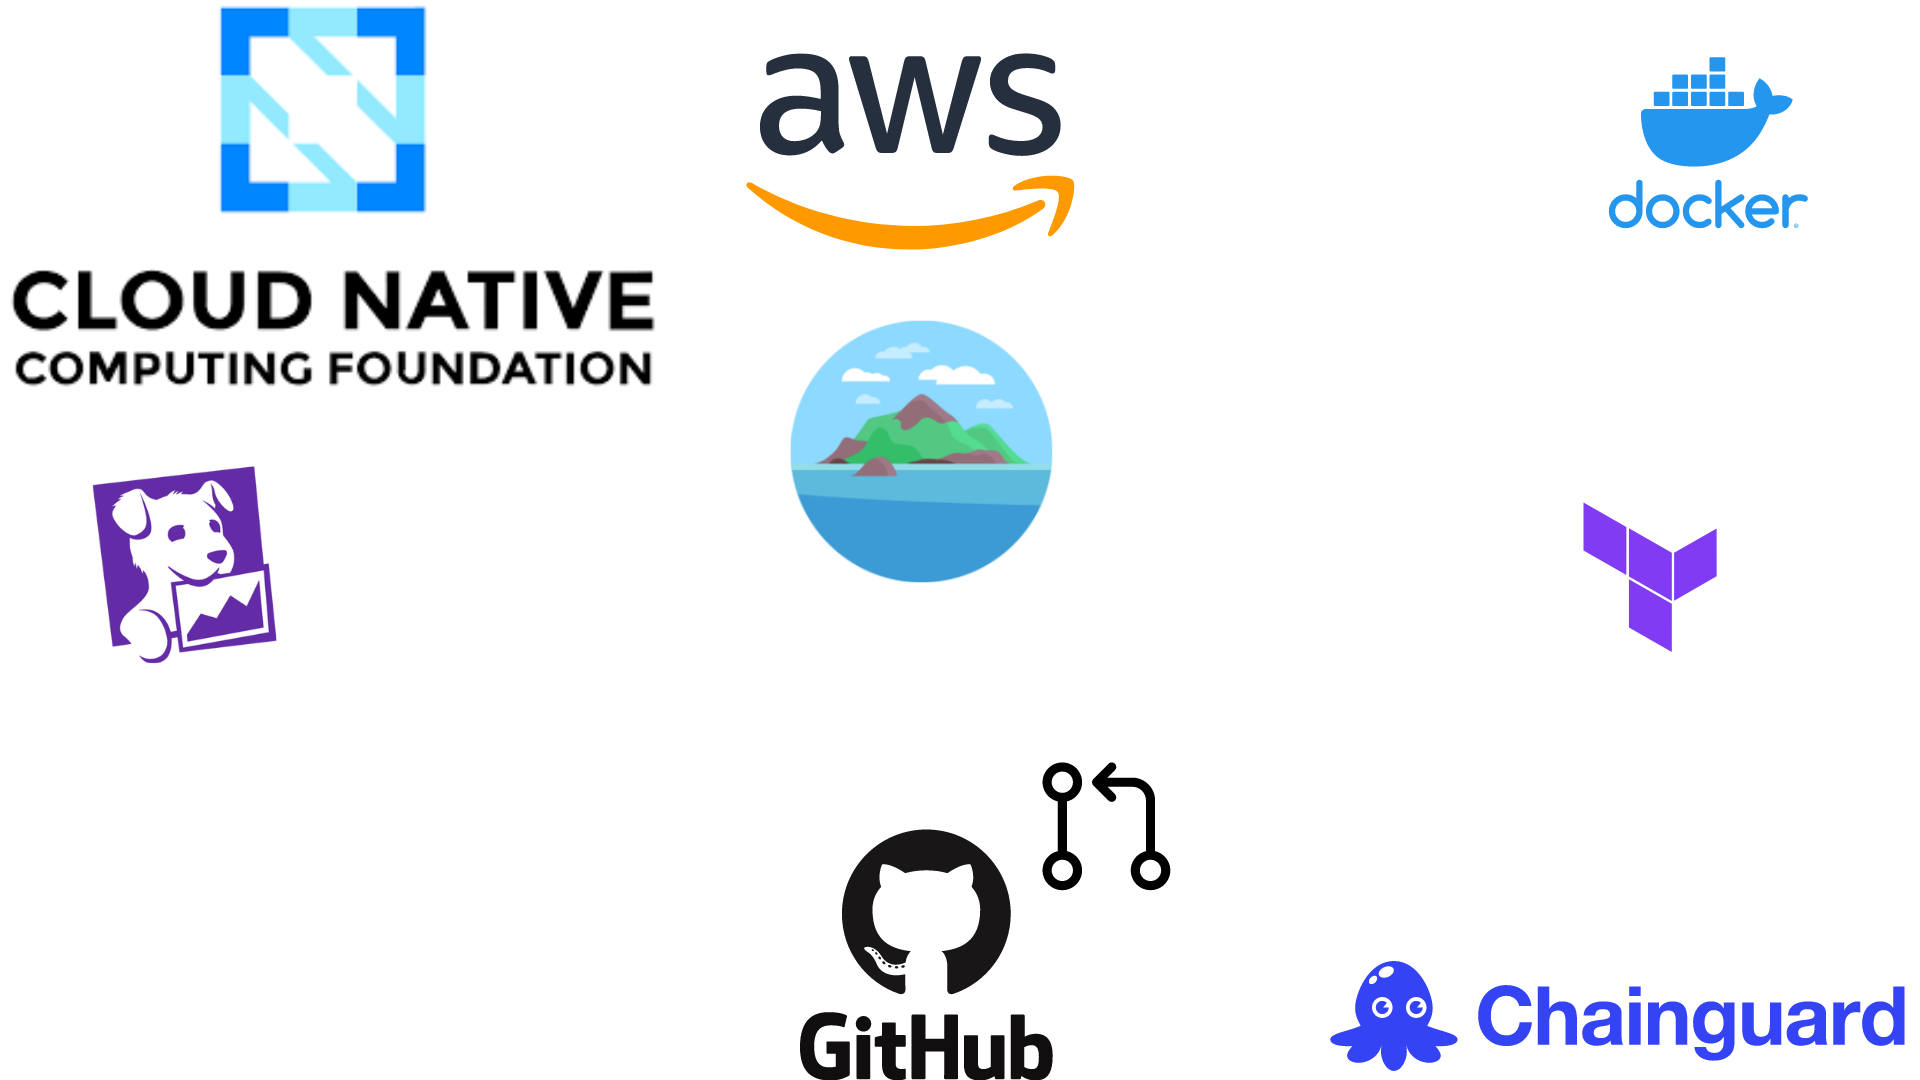 CLOUD NATIVE
COMPUTING FOUNDATION
aws
docker
GitHub
Chainguard